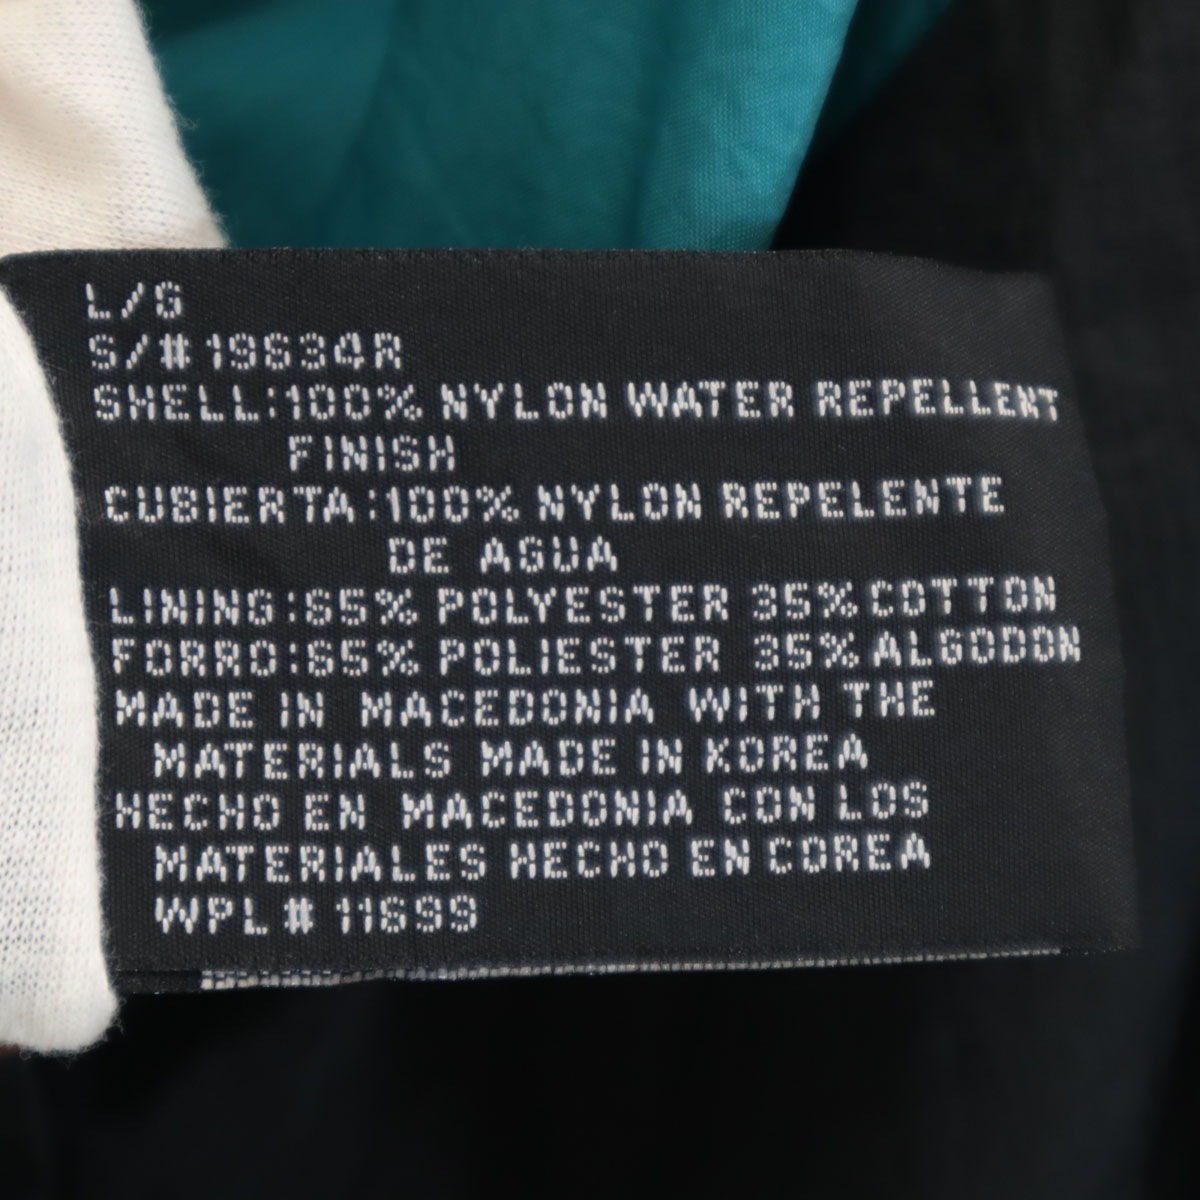 L/G
S/# 19634R
SHELL:100% NYLON WATER REPELLENT
FINISH
CUBIERTA:100% NYLON REPELENTE
DE AGUA
LINING:65% POLYESTER 35% COTTON
FORRO:65% POLIESTER 35% ALGODON
MADE IN MACEDONIA WITH THE
MATERIALS MADE IN KOREA
HECHO EN MACEDONIA CON LOS
MATERIALES HECHO EN COREA
WPL# 11699